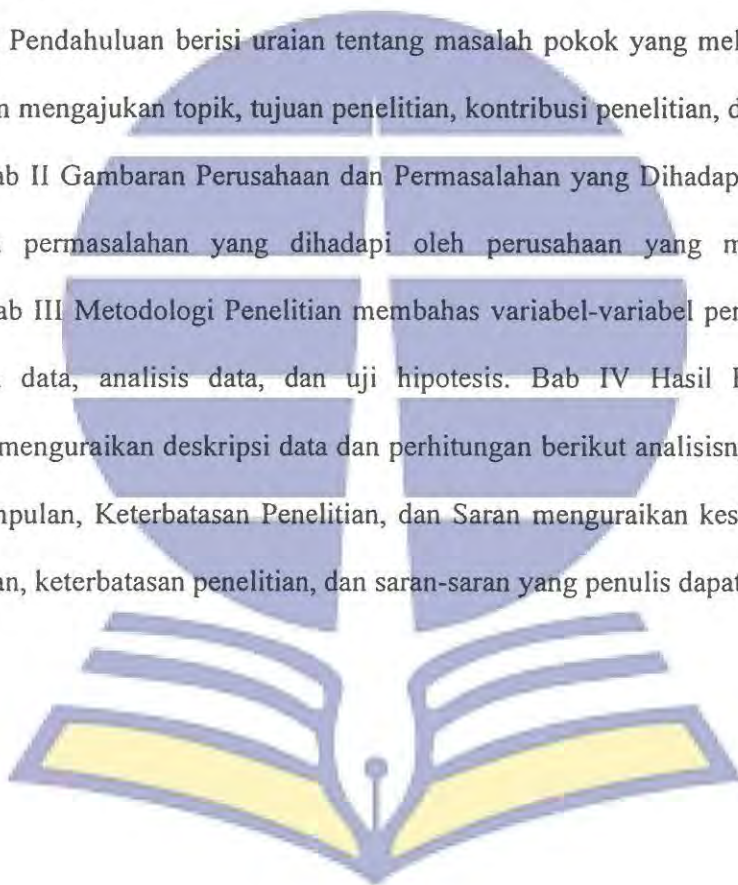 Pendahuluan berisi uraian tentang masalah pokok yang mel
n mengajukan topik, tujuan penelitian, kontribusi penelitian, d
ab II Gambaran Perusahaan dan Permasalahan yang Dihadap
permasalahan yang dihadapi oleh perusahaan yang m
ab III Metodologi Penelitian membahas variabel-variabel per
data, analisis data, dan uji hipotesis. Bab IV Hasil
menguraikan deskripsi data dan perhitungan berikut analisisn
npulan, Keterbatasan Penelitian, dan Saran menguraikan kes
an, keterbatasan penelitian, dan saran-saran yang penulis dapat